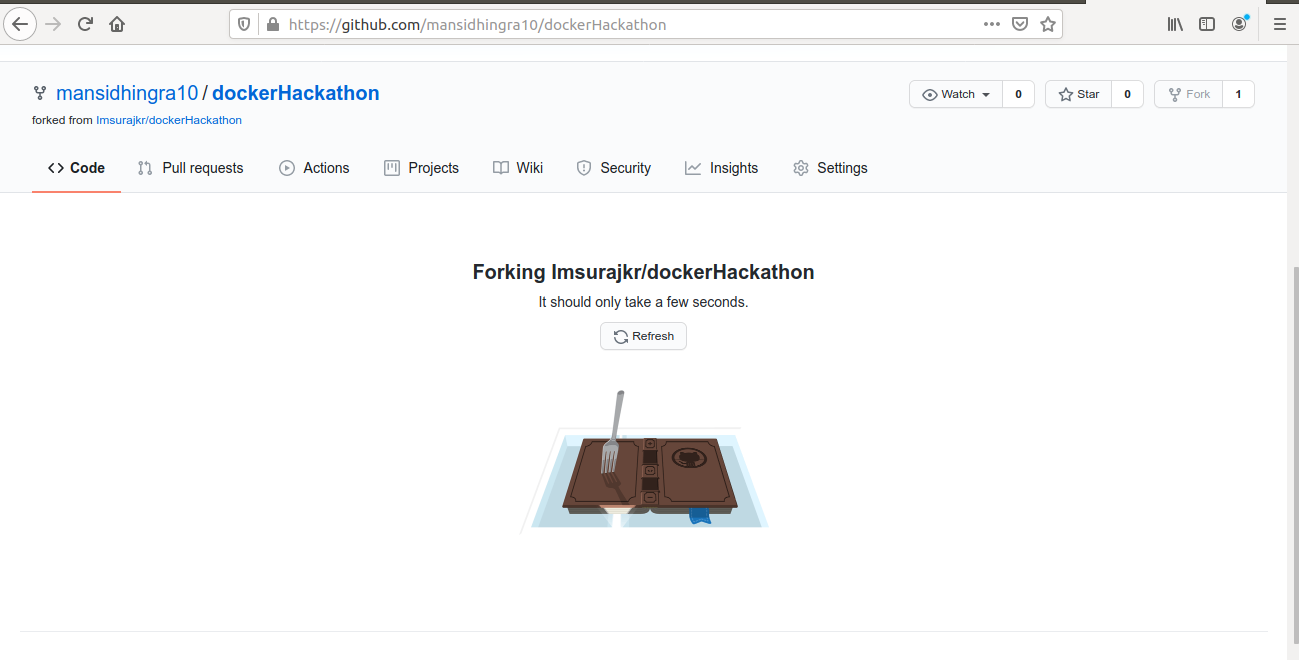 https://github.com/mansidhingra10/dockerHackathon
mansidhingra10 / dockerHackathon
Watch 0 Star 0 Fork 1
forked from Imsurajkr/dockerHackathon
Code Pull requests Actions Projects Wiki Security Insights Settings
Forking Imsurajkr/dockerHackathon
It should only take a few seconds.
Refresh